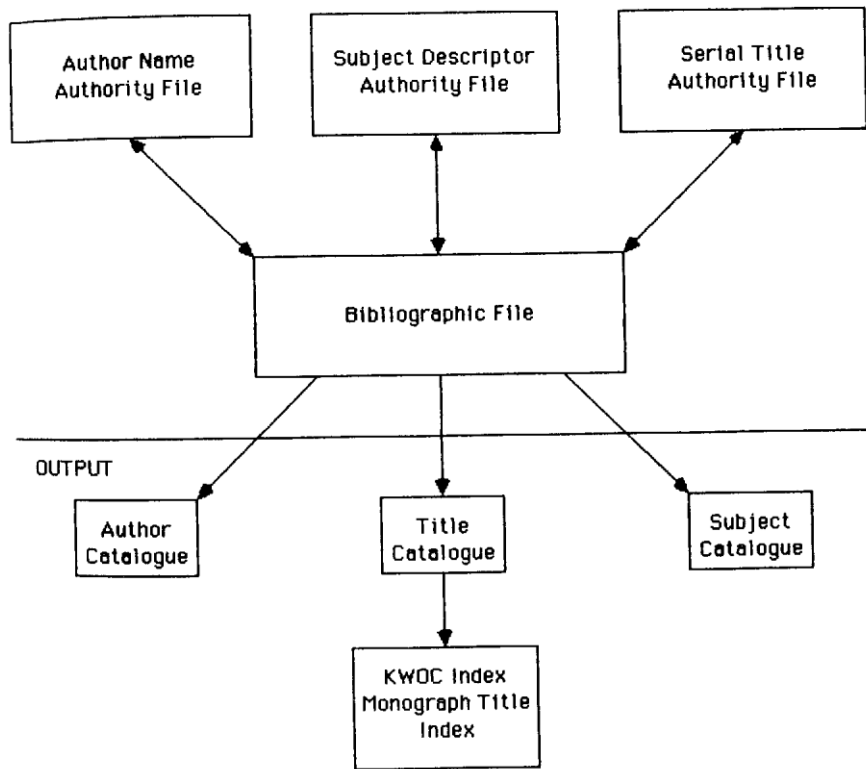 Author Name
Authority File
Subject Descriptor
Authority File
Serial Title
Authority File
Bibliographic File
OUTPUT
Author
Catalogue
Title
Catalogue
Subject
Catalogue
KWOC Index
Monograph Title
Index